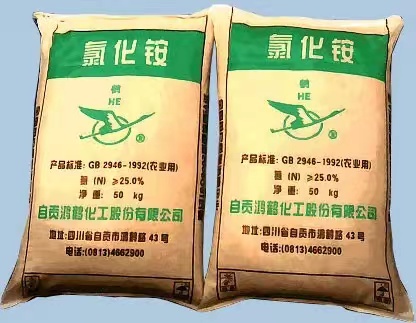 氯化铵
鹤
HE
产品标准: GB 2946-1992(农业用)
氮 (N) ≥25.0%
净 重: 50 kg
自贡鸿鹤化工股份有限公司
地址:四川省自贡市鸿鹤路 43 号
电话:(0813)4662900
氯化铵
鹤
HE
产品标准: GB 2946-1992(农业用)
氮 (N) ≥25.0%
净 重: 50 kg
自贡鸿鹤化工股份有限公司
地址:四川省自贡市鸿鹤路 43 号
电话:(0813)4662900